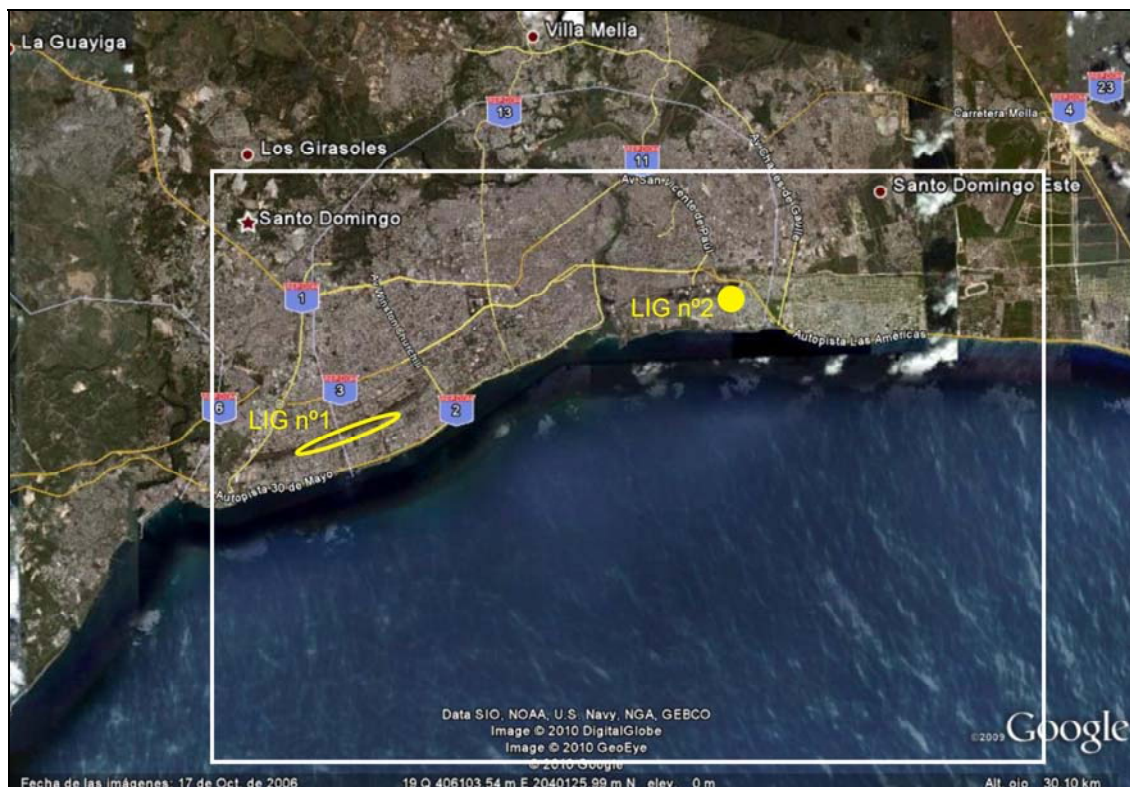 Villa Mella
La Guayiga
23
4
13
Carretera Mella
Los Girasoles
11
Av San Vicente de Paul
Av Charles de Gaulle
Santo Domingo Este
Santo Domingo
1
LIG nº2
Autopista Las Américas
3
6
2
LIG nº1
Autopista 30 de Mayo
Data SIO, NOAA, U.S. Navy, NGA, GEBCO
Image © 2010 DigitalGlobe
Image © 2010 GeoEye
© 2010 Google
©2009 Google
Fecha de las imágenes: 17 de Oct. de 2006 19 Q 406103.54 m E 2040125.99 m N elev. 0 m Alt. ojo 30.10 km